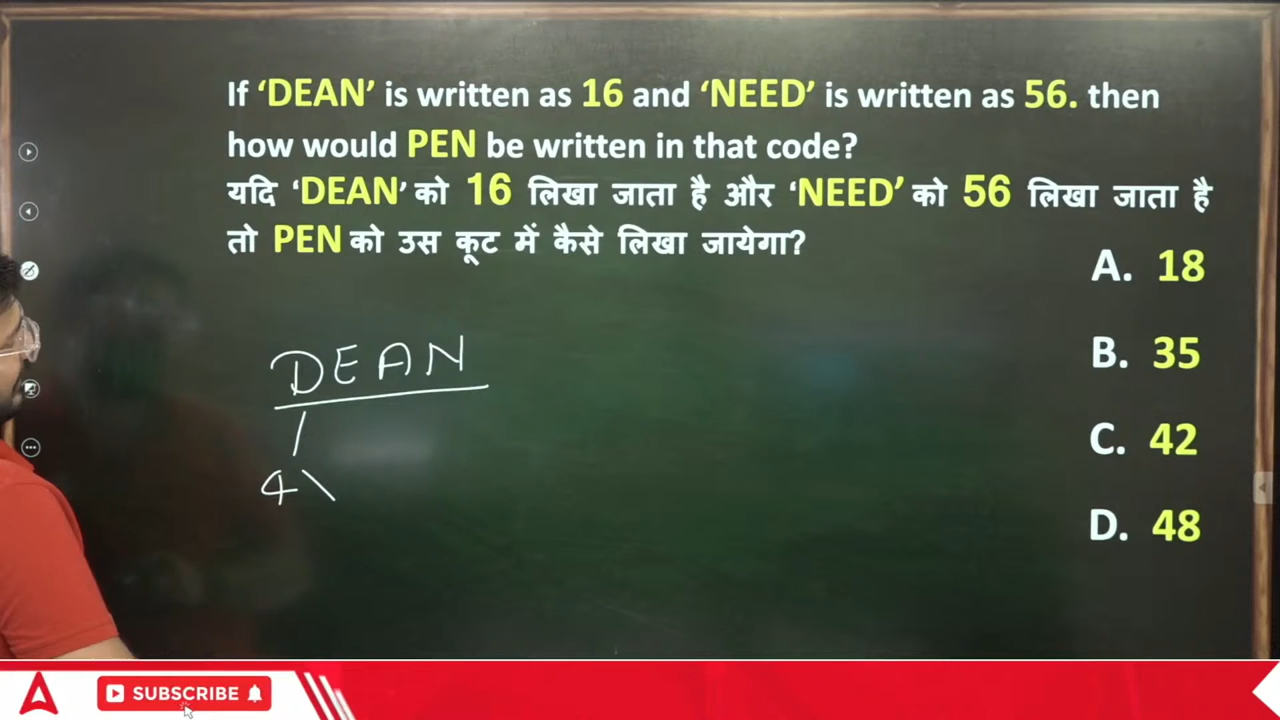 If ‘DEAN’ is written as 16 and ‘NEED’ is written as 56. then
how would PEN be written in that code?
यदि ‘DEAN’ को 16 लिखा जाता है और ‘NEED’ को 56 लिखा जाता है
तो PEN को उस कूट में कैसे लिखा जायेगा?
A. 18
B. 35
C. 42
D. 48
DEAN
4
SUBSCRIBE